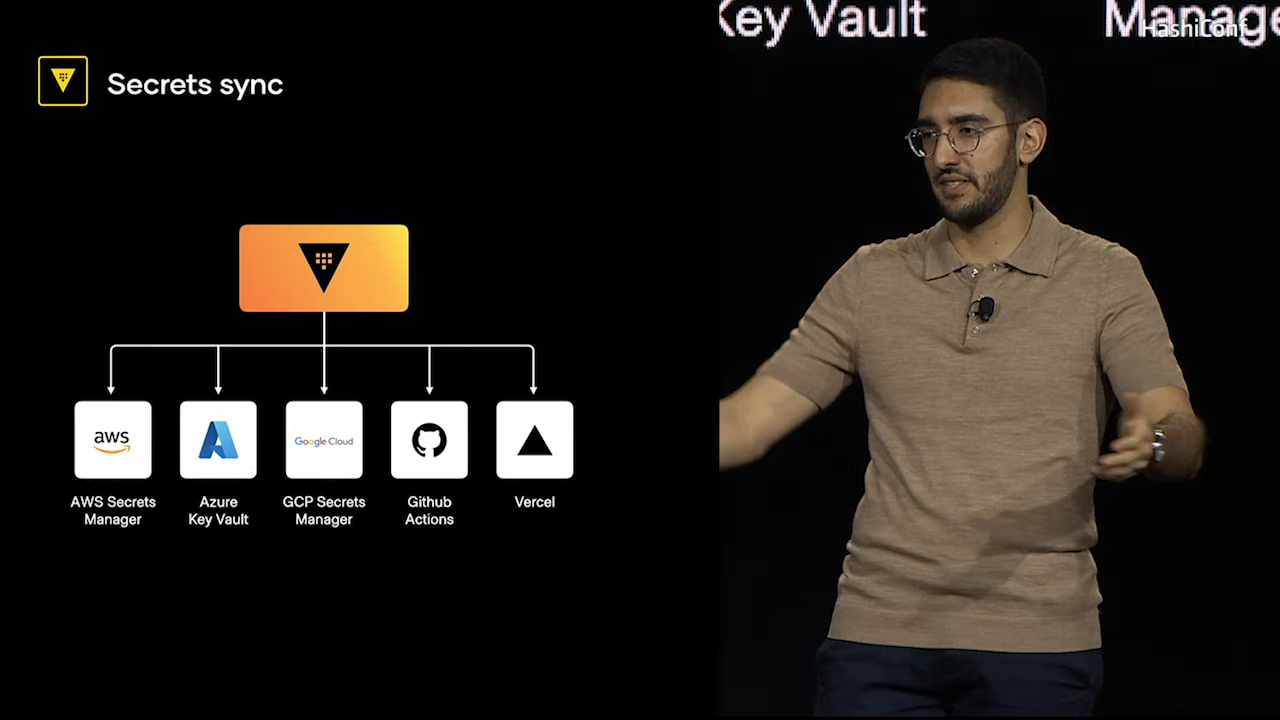 Secrets sync
aws
Google Cloud
AWS Secrets
Manager
Azure
Key Vault
GCP Secrets
Manager
Github
Actions
Vercel
Key Vault
HashiConf